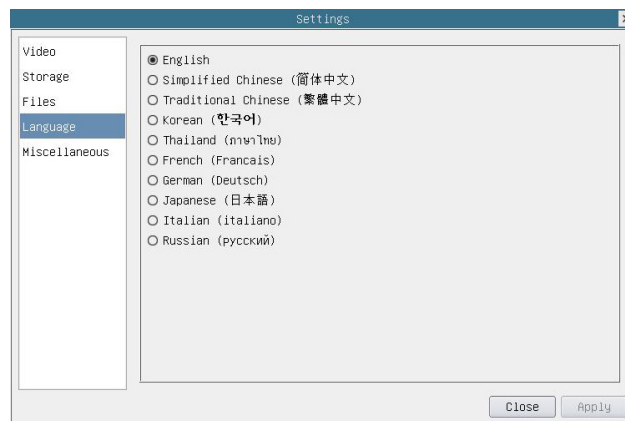 Settings
Video
Storage
Files
Language
Miscellaneous
English
Simplified Chinese (简体中文)
Traditional Chinese (繁體中文)
Korean (한국어)
Thailand (ภาษาไทย)
French (Francais)
German (Deutsch)
Japanese (日本語)
Italian (italiano)
Russian (русский)
Close
Apply